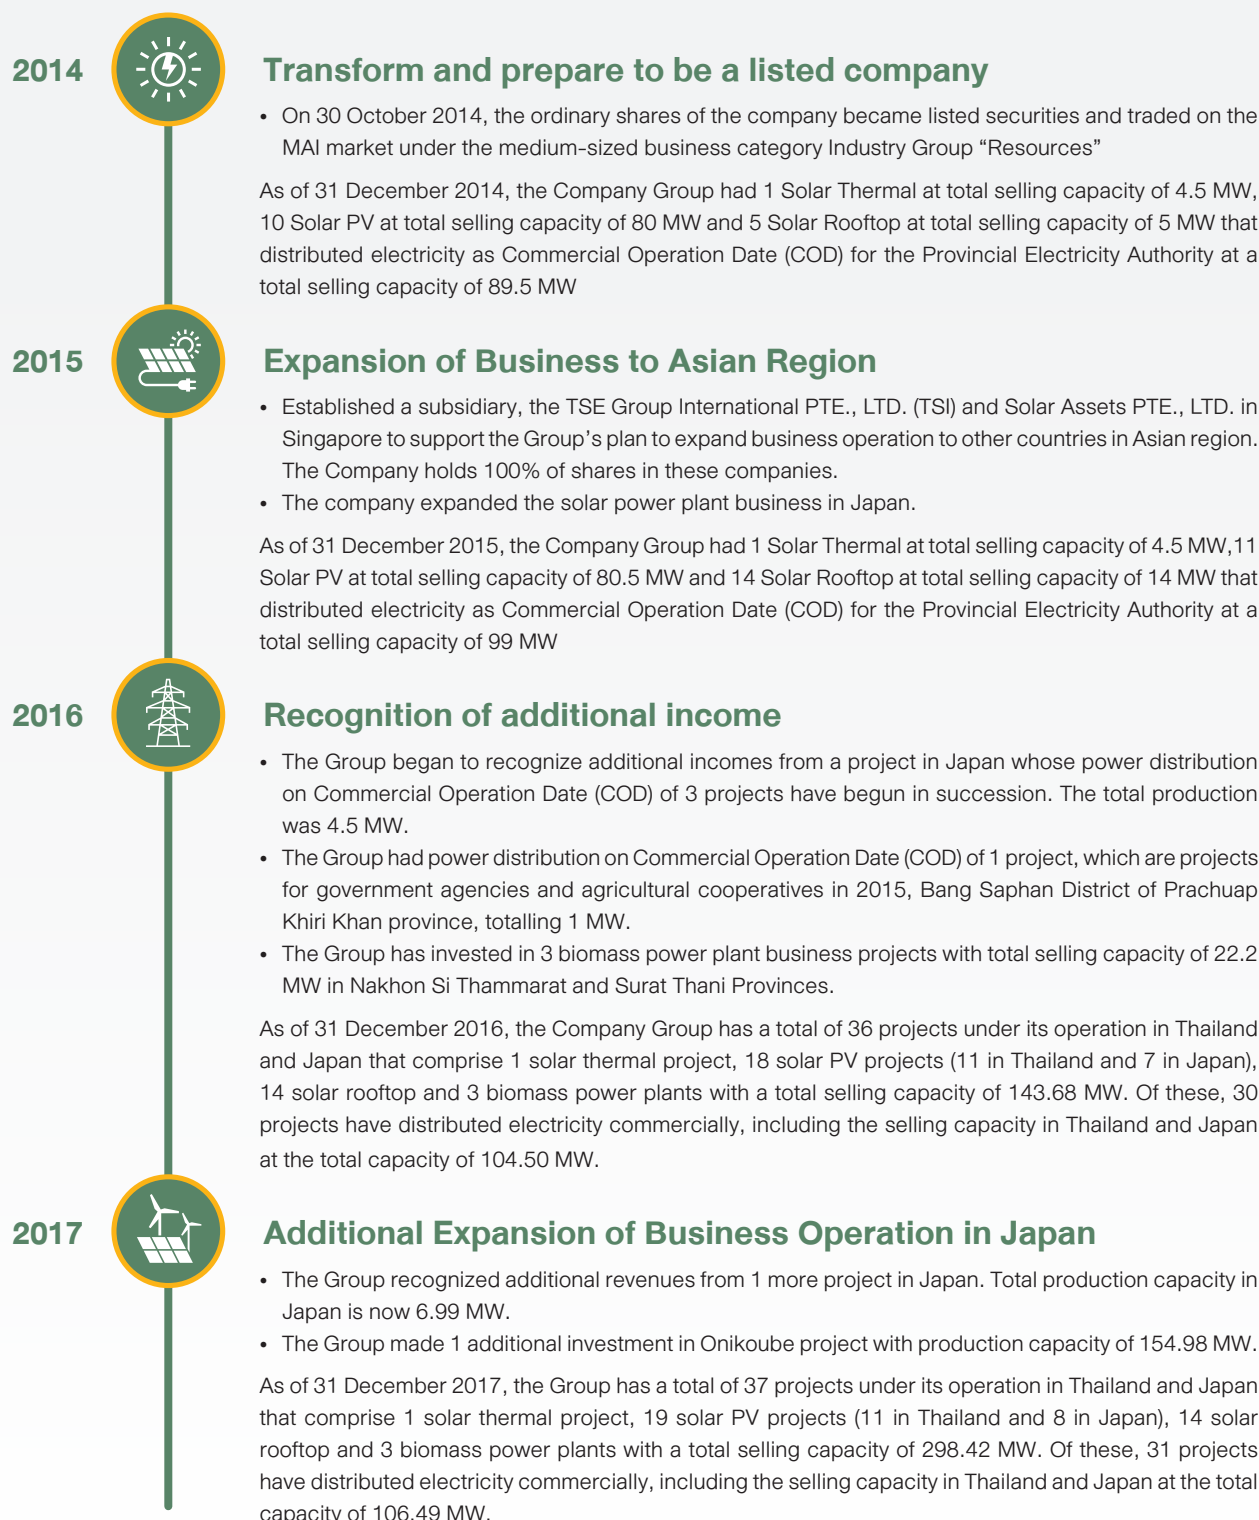 2014
Transform and prepare to be a listed company
• On 30 October 2014, the ordinary shares of the company became listed securities and traded on the
MAI market under the medium-sized business category Industry Group “Resources”
As of 31 December 2014, the Company Group had 1 Solar Thermal at total selling capacity of 4.5 MW,
10 Solar PV at total selling capacity of 80 MW and 5 Solar Rooftop at total selling capacity of 5 MW that
distributed electricity as Commercial Operation Date (COD) for the Provincial Electricity Authority at a
total selling capacity of 89.5 MW
2015
Expansion of Business to Asian Region
• Established a subsidiary, the TSE Group International PTE., LTD. (TSI) and Solar Assets PTE., LTD. in
Singapore to support the Group’s plan to expand business operation to other countries in Asian region.
The Company holds 100% of shares in these companies.
• The company expanded the solar power plant business in Japan.
As of 31 December 2015, the Company Group had 1 Solar Thermal at total selling capacity of 4.5 MW,11
Solar PV at total selling capacity of 80.5 MW and 14 Solar Rooftop at total selling capacity of 14 MW that
distributed electricity as Commercial Operation Date (COD) for the Provincial Electricity Authority at a
total selling capacity of 99 MW
2016
Recognition of additional income
• The Group began to recognize additional incomes from a project in Japan whose power distribution
on Commercial Operation Date (COD) of 3 projects have begun in succession. The total production
was 4.5 MW.
• The Group had power distribution on Commercial Operation Date (COD) of 1 project, which are projects
for government agencies and agricultural cooperatives in 2015, Bang Saphan District of Prachuap
Khiri Khan province, totalling 1 MW.
• The Group has invested in 3 biomass power plant business projects with total selling capacity of 22.2
MW in Nakhon Si Thammarat and Surat Thani Provinces.
As of 31 December 2016, the Company Group has a total of 36 projects under its operation in Thailand
and Japan that comprise 1 solar thermal project, 18 solar PV projects (11 in Thailand and 7 in Japan),
14 solar rooftop and 3 biomass power plants with a total selling capacity of 143.68 MW. Of these, 30
projects have distributed electricity commercially, including the selling capacity in Thailand and Japan
at the total capacity of 104.50 MW.
2017
Additional Expansion of Business Operation in Japan
• The Group recognized additional revenues from 1 more project in Japan. Total production capacity in
Japan is now 6.99 MW.
• The Group made 1 additional investment in Onikoube project with production capacity of 154.98 MW.
As of 31 December 2017, the Group has a total of 37 projects under its operation in Thailand and Japan
that comprise 1 solar thermal project, 19 solar PV projects (11 in Thailand and 8 in Japan), 14 solar
rooftop and 3 biomass power plants with a total selling capacity of 298.42 MW. Of these, 31 projects
have distributed electricity commercially, including the selling capacity in Thailand and Japan at the total
capacity of 106.49 MW.